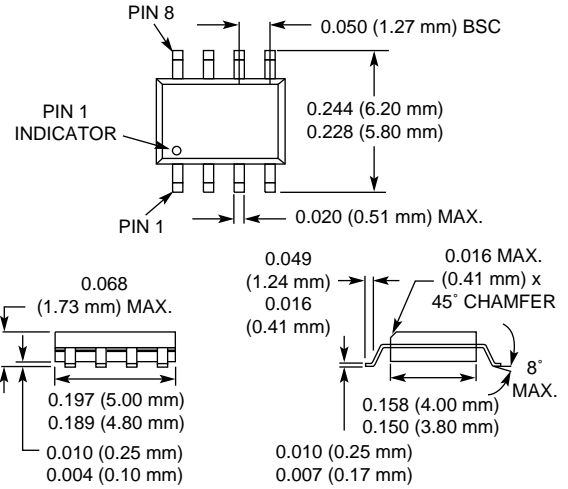 PIN 8
0.050 (1.27 mm) BSC
PIN 1
INDICATOR
0.244 (6.20 mm)
0.228 (5.80 mm)
PIN 1
0.020 (0.51 mm) MAX.
0.068
(1.73 mm) MAX.
0.197 (5.00 mm)
0.189 (4.80 mm)
0.010 (0.25 mm)
0.004 (0.10 mm)
0.049
(1.24 mm)
0.016
(0.41 mm)
0.016 MAX.
(0.41 mm) x
45˚ CHAMFER
8˚
MAX.
0.158 (4.00 mm)
0.150 (3.80 mm)
0.010 (0.25 mm)
0.007 (0.17 mm)